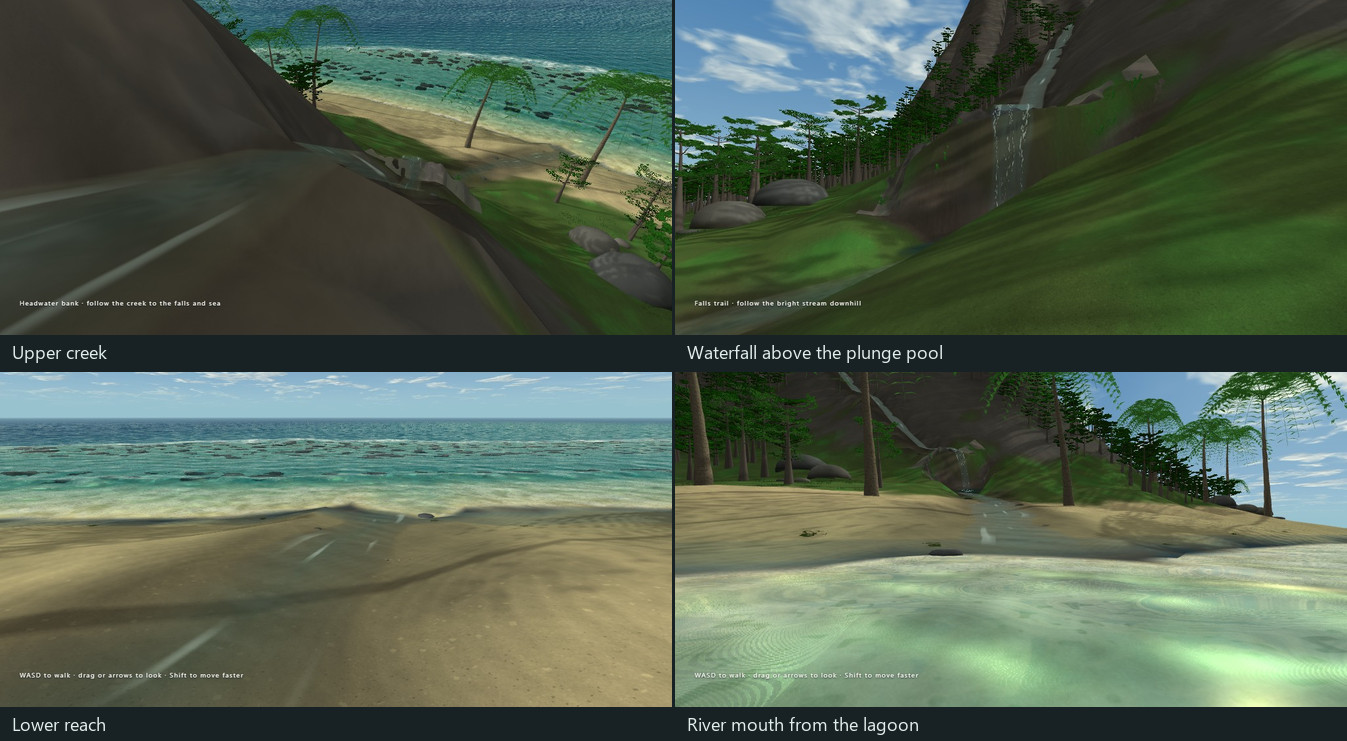 Headwater bank · follow the creek to the falls and sea
Falls trail · follow the bright stream downhill
Upper creek
Waterfall above the plunge pool
WASD to walk · drag or arrows to look · Shift to move faster
WASD to walk · drag or arrows to look · Shift to move faster
Lower reach
River mouth from the lagoon